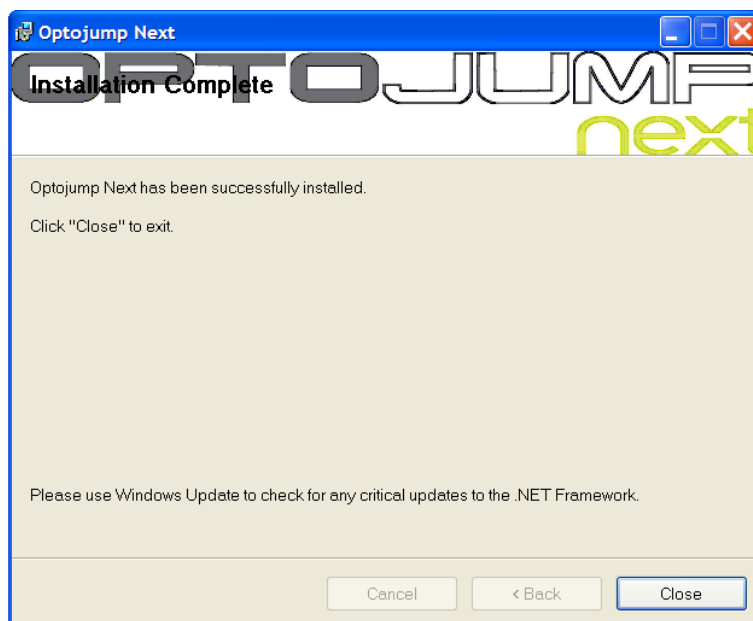 Optojump Next
OPTOJUMP
Installation Complete
next
Optojump Next has been successfully installed.
Click "Close" to exit.
Please use Windows Update to check for any critical updates to the .NET Framework.
Cancel
< Back
Close